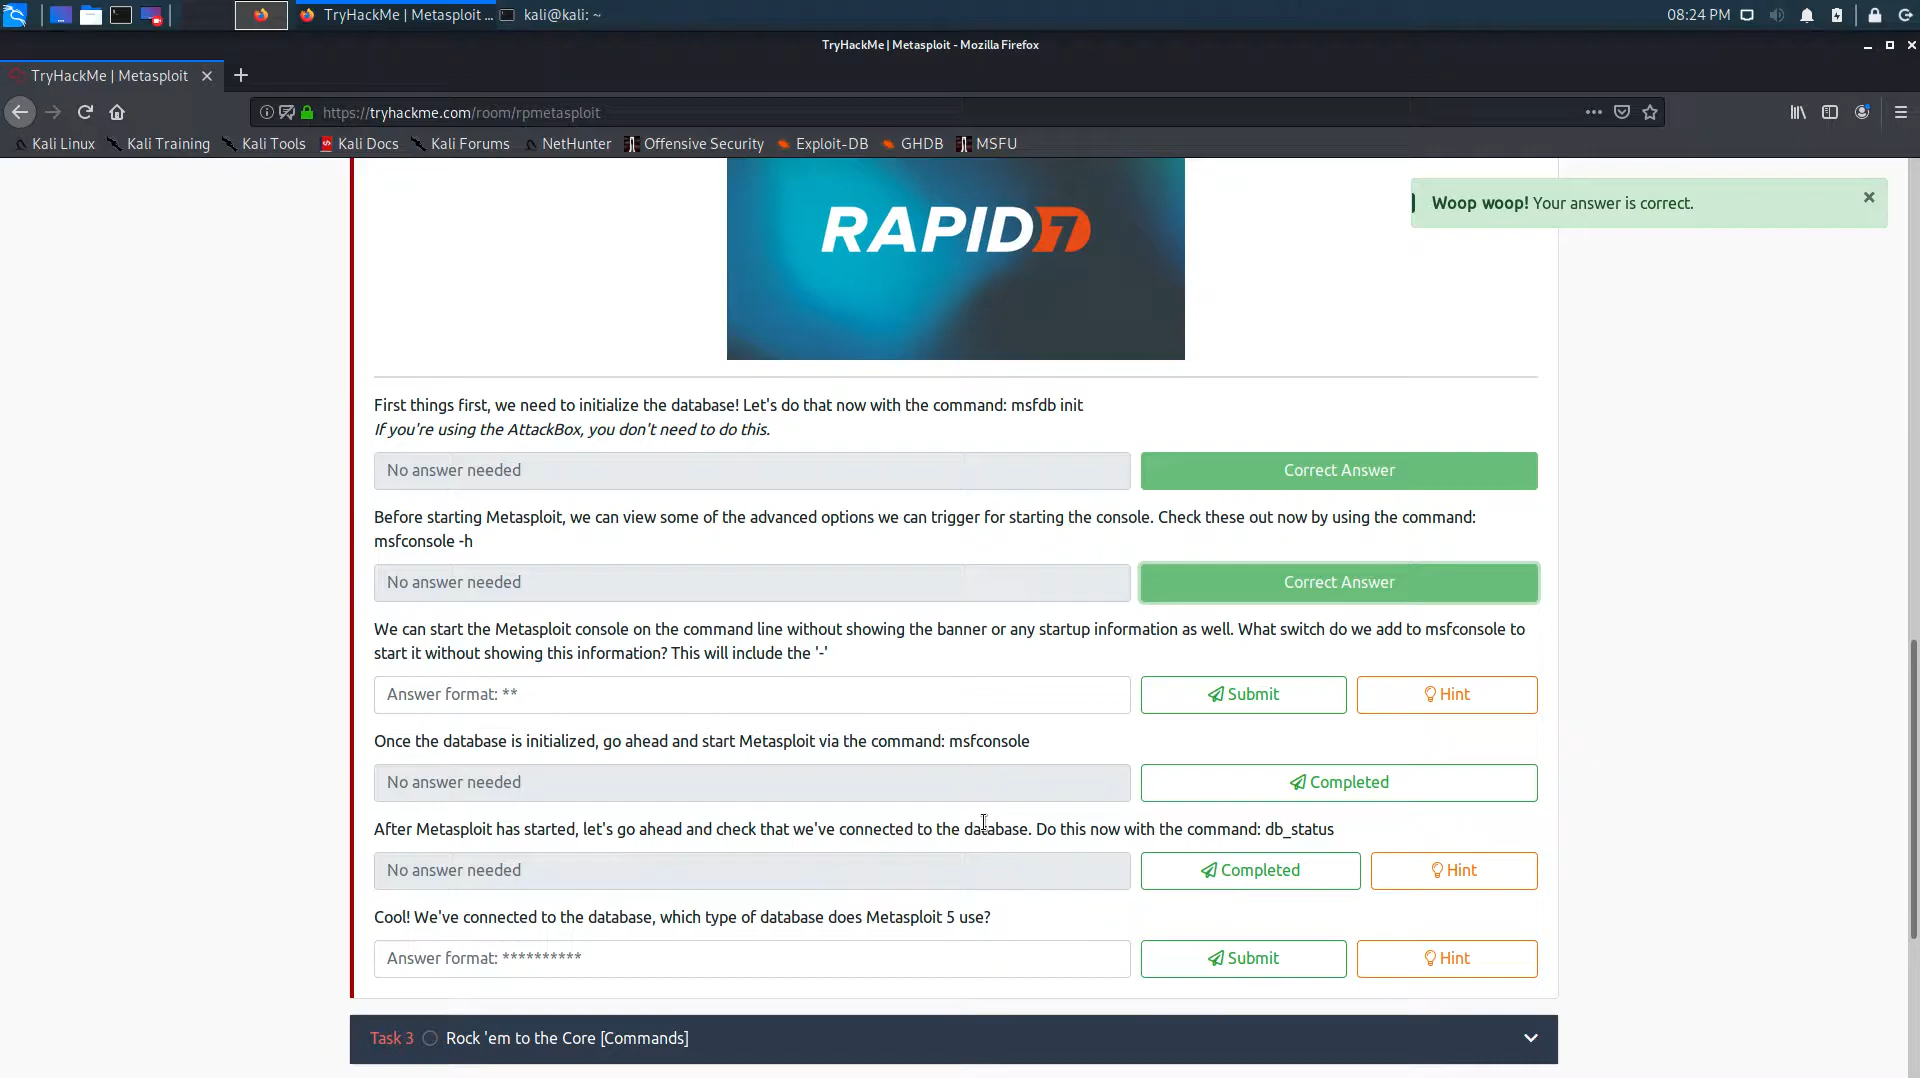 TryHackMe | Metasploit ...
kali@kali: ~
08:24 PM
TryHackMe | Metasploit - Mozilla Firefox
TryHackMe | Metasploit
https://tryhackme.com/room/rpmetasploit
Kali Linux
Kali Training
Kali Tools
Kali Docs
Kali Forums
NetHunter
Offensive Security
Exploit-DB
GHDB
MSFU
Woop woop! Your answer is correct.
RAPID7
First things first, we need to initialize the database! Let's do that now with the command: msfdb init
If you're using the AttackBox, you don't need to do this.
No answer needed
Correct Answer
Before starting Metasploit, we can view some of the advanced options we can trigger for starting the console. Check these out now by using the command:
msfconsole -h
No answer needed
Correct Answer
We can start the Metasploit console on the command line without showing the banner or any startup information as well. What switch do we add to msfconsole to
start it without showing this information? This will include the '-'
Answer format: **
Submit
Hint
Once the database is initialized, go ahead and start Metasploit via the command: msfconsole
No answer needed
Completed
After Metasploit has started, let's go ahead and check that we've connected to the database. Do this now with the command: db_status
No answer needed
Completed
Hint
Cool! We've connected to the database, which type of database does Metasploit 5 use?
Answer format: **********
Submit
Hint
Task 3
Rock 'em to the Core [Commands]